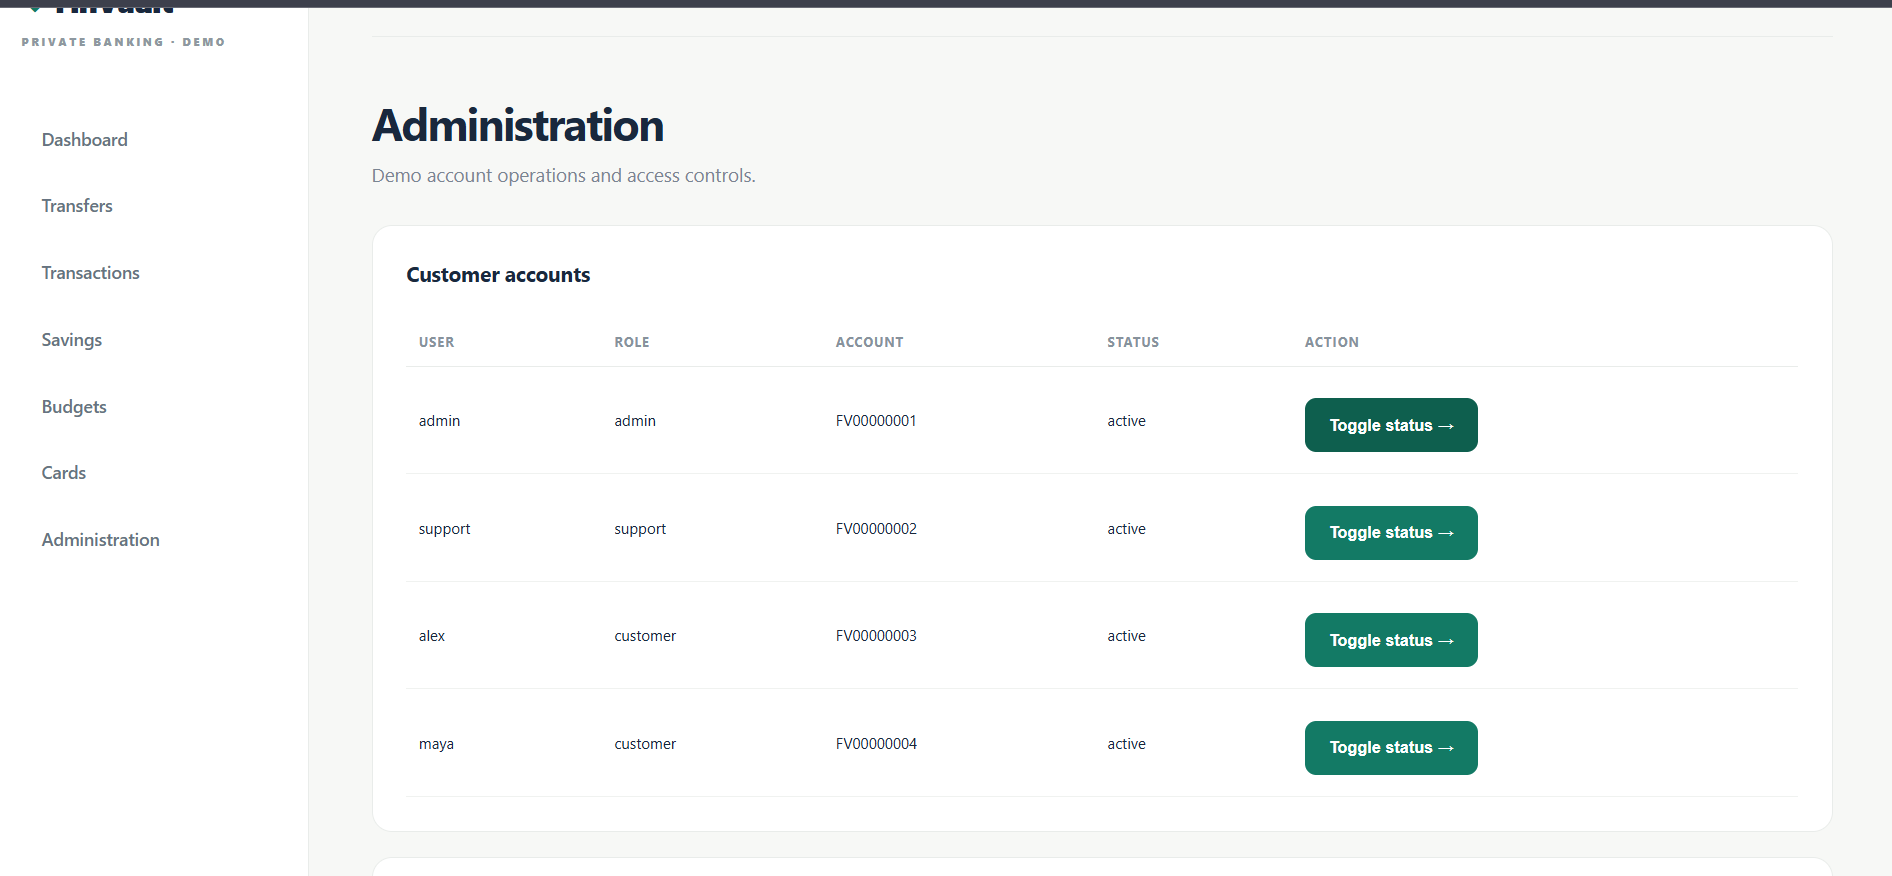 FinVault
PRIVATE BANKING · DEMO
Dashboard
Transfers
Transactions
Savings
Budgets
Cards
Administration
Administration
Demo account operations and access controls.
Customer accounts
USER ROLE ACCOUNT STATUS ACTION
admin admin FV00000001 active Toggle status →
support support FV00000002 active Toggle status →
alex customer FV00000003 active Toggle status →
maya customer FV00000004 active Toggle status →